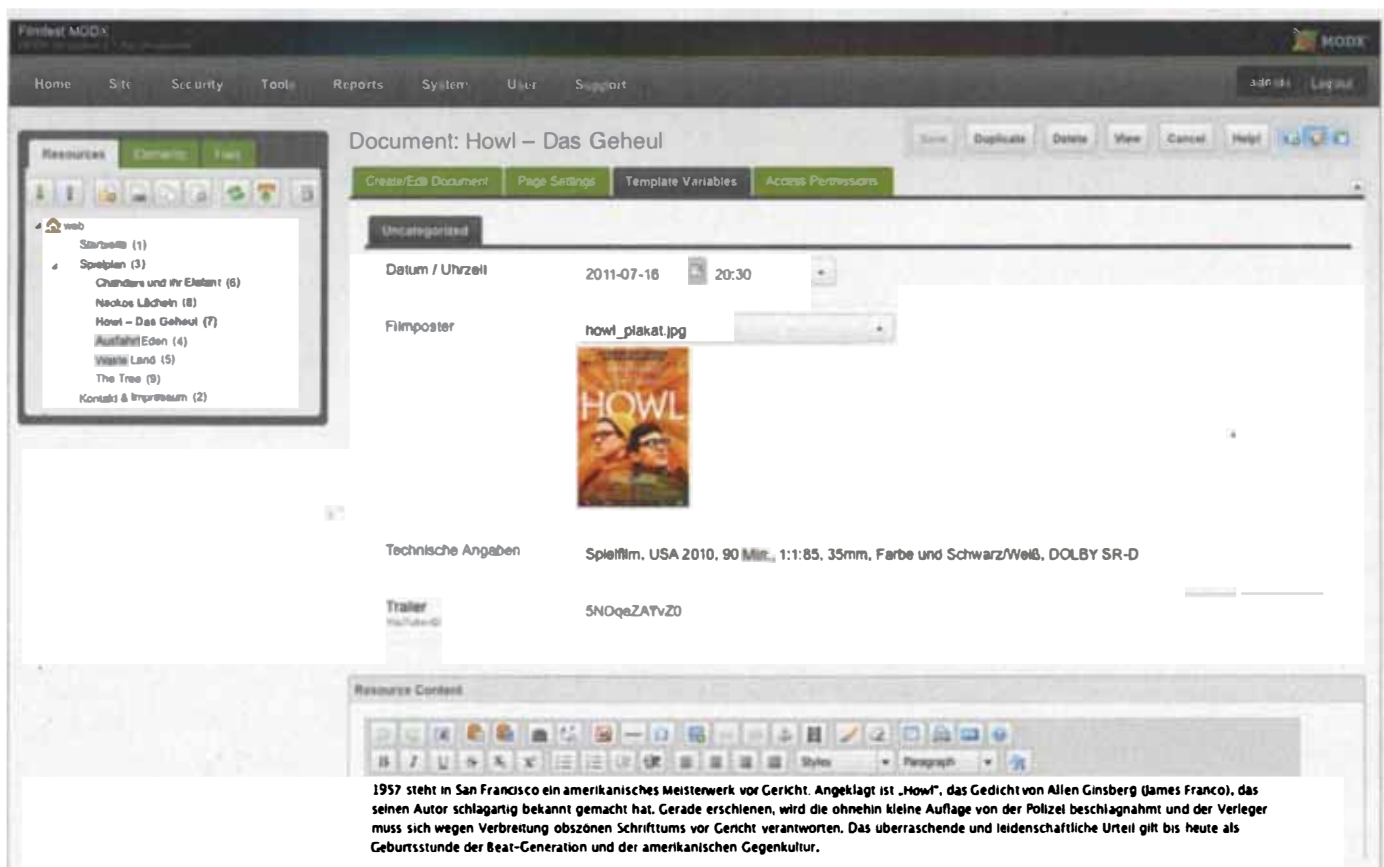 MODX
Home Site Security Tools Reports System User Support
Logout
Document: Howl – Das Geheul
Save Duplicate Delete View Cancel Help!
Resources Elements Files
Create/Edit Document Page Settings Template Variables Access Permissions
web
Startseite (1)
Spielplan (3)
Chandani und ihr Elefant (6)
Naokos Lächeln (8)
Howl – Das Geheul (7)
Ausfahrt Eden (4)
Waste Land (5)
The Tree (9)
Kontakt & Impressum (2)
Uncategorized
Datum / Uhrzeit 2011-07-16 20:30
Filmposter howl_plakat.jpg
HOWL
Technische Angaben Spielfilm, USA 2010, 90 Min., 1:1:85, 35mm, Farbe und Schwarz/Weiß, DOLBY SR-D
Trailer 5NOqeZATvZ0
YouTube-ID
Resource Content
Styles Paragraph
1957 steht in San Francisco ein amerikanisches Meisterwerk vor Gericht. Angeklagt ist „Howl“, das Gedicht von Allen Ginsberg (James Franco), das
seinen Autor schlagartig bekannt gemacht hat. Gerade erschienen, wird die ohnehin kleine Auflage von der Polizei beschlagnahmt und der Verleger
muss sich wegen Verbreitung obszönen Schrifttums vor Gericht verantworten. Das überraschende und leidenschaftliche Urteil gilt bis heute als
Geburtsstunde der Beat-Generation und der amerikanischen Gegenkultur.